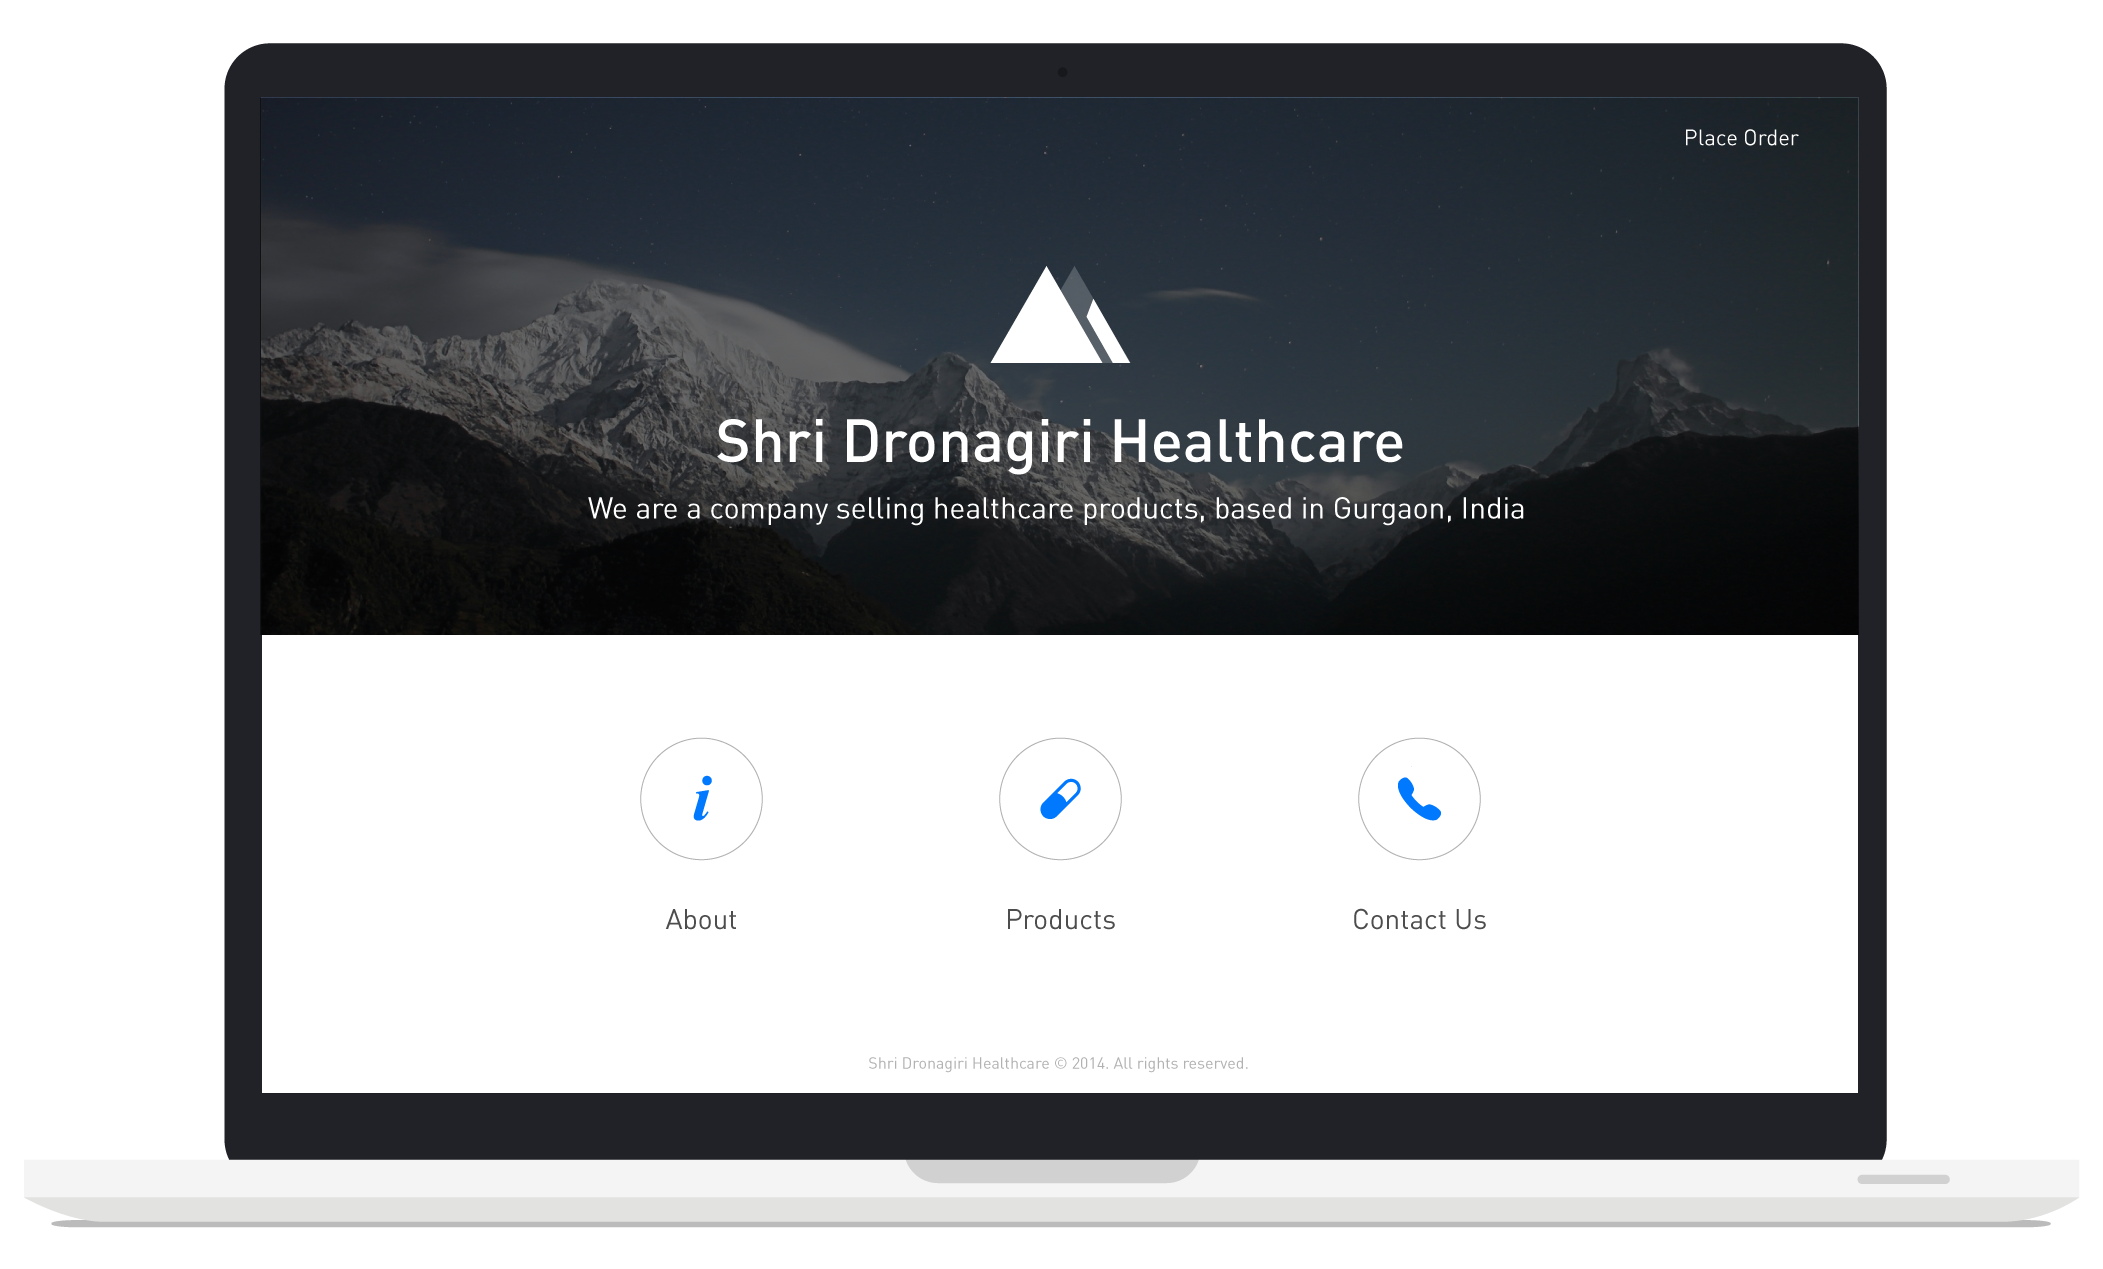 Place Order
Shri Dronagiri Healthcare
We are a company selling healthcare products, based in Gurgaon, India
About
Products
Contact Us
Shri Dronagiri Healthcare © 2014. All rights reserved.